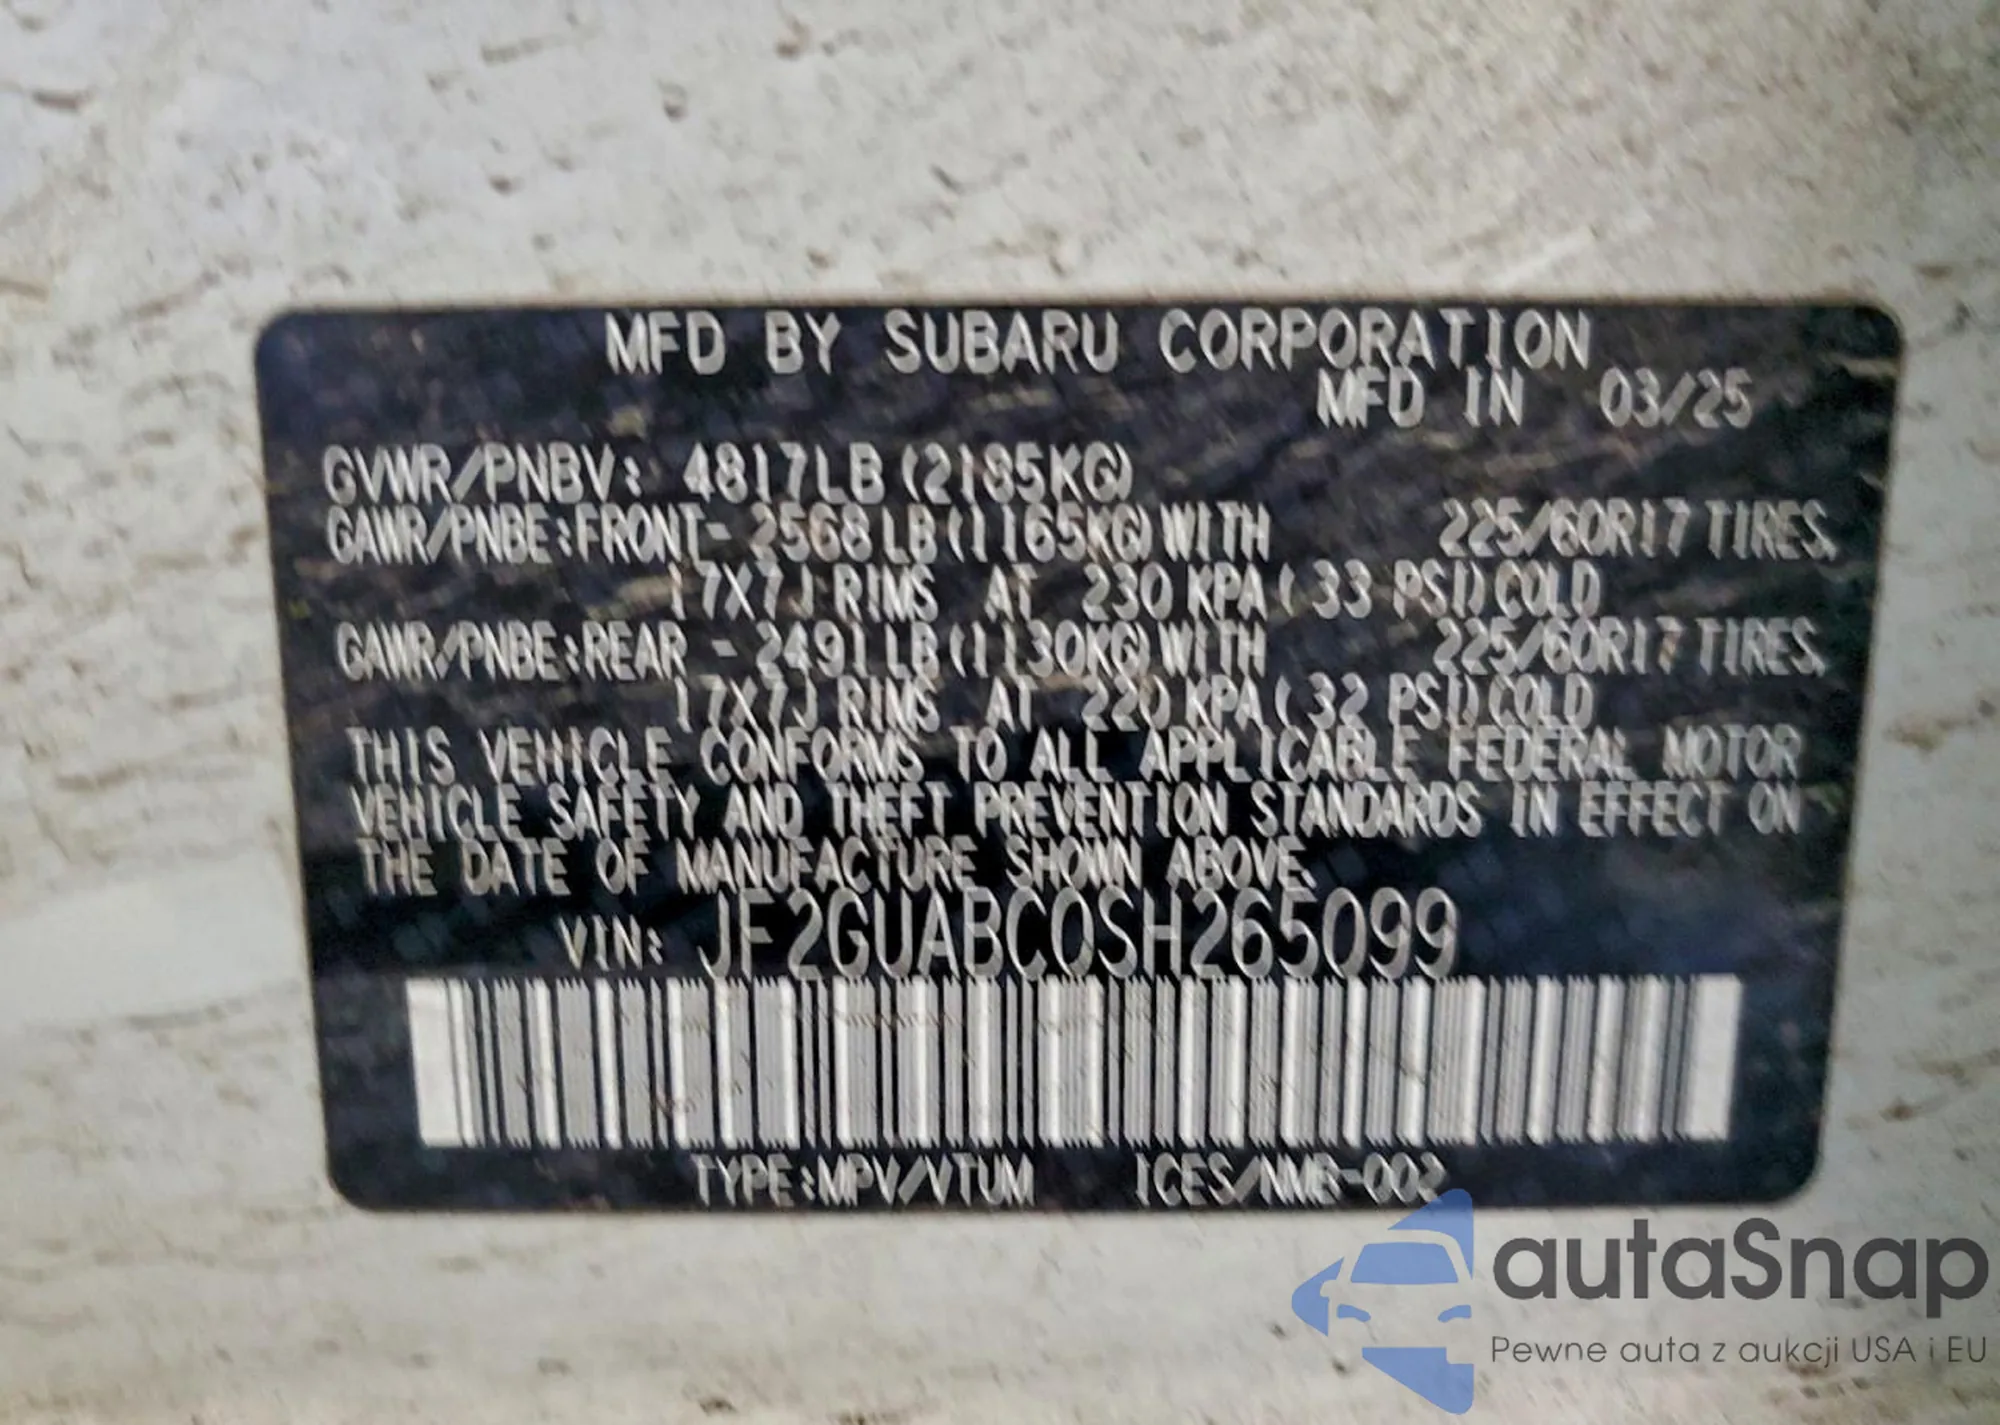 MFD BY SUBARU CORPORATION
MFD IN 03/25
GVWR/PNBV: 4817LB (2185KG)
GAWR/PNBE:FRONT- 2568LB(1165KG)WITH 225/60R17 TIRES,
17X7J RIMS AT 230 KPA( 33 PSI)COLD
GAWR/PNBE:REAR - 2491LB(1130KG)WITH 225/60R17 TIRES,
17X7J RIMS AT 220 KPA( 32 PSI)COLD
THIS VEHICLE CONFORMS TO ALL APPLICABLE FEDERAL MOTOR
VEHICLE SAFETY AND THEFT PREVENTION STANDARDS IN EFFECT ON
THE DATE OF MANUFACTURE SHOWN ABOVE.
VIN: JF2GUABC0SH265099
TYPE:MPV/VTUM ICES/NMB-002
autaSnap
Pewne auta z aukcji USA i EU